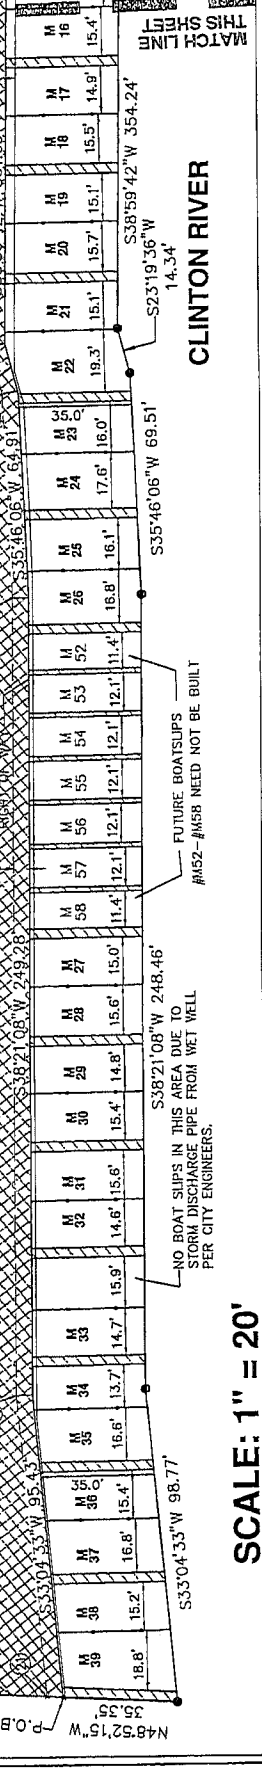 MATCH LINE
THIS SHEET
M 16 15.4'
M 17 14.9'
M 18 15.5'
M 19 15.1'
M 20 15.7'
M 21 15.1'
M 22 19.3'
M 23 16.0'
35.0'
M 24 17.6'
M 25 16.1'
M 26 16.8'
M 52 11.4'
M 53 12.1'
M 54 12.1'
M 55 12.1'
M 56 12.1'
M 57 12.1'
M 58 11.4'
M 27 15.0'
M 28 15.6'
M 29 14.8'
M 30 15.4'
M 31 15.6'
M 32 14.6'
15.9'
M 33 14.7'
M 34 13.7'
M 35 16.6'
M 36 15.4'
35.0'
M 37 16.8'
M 38 15.2'
M 39 18.8'
S38°59'42"W 354.24'
S23°19'36"W
14.34'
CLINTON RIVER
S35°46'06"W 64.91'
S35°46'06"W 69.51'
FUTURE BOATSLIPS
#M52-#M58 NEED NOT BE BUILT
S38°21'08"W 249.28'
S38°21'08"W 248.46'
NO BOAT SLIPS IN THIS AREA DUE TO
STORM DISCHARGE PIPE FROM WET WELL
PER CITY ENGINEERS.
S33°04'33"W 95.43'
S33°04'33"W 98.77'
N48°52'15"W
35.35'
P.O.B
SCALE: 1" = 20'